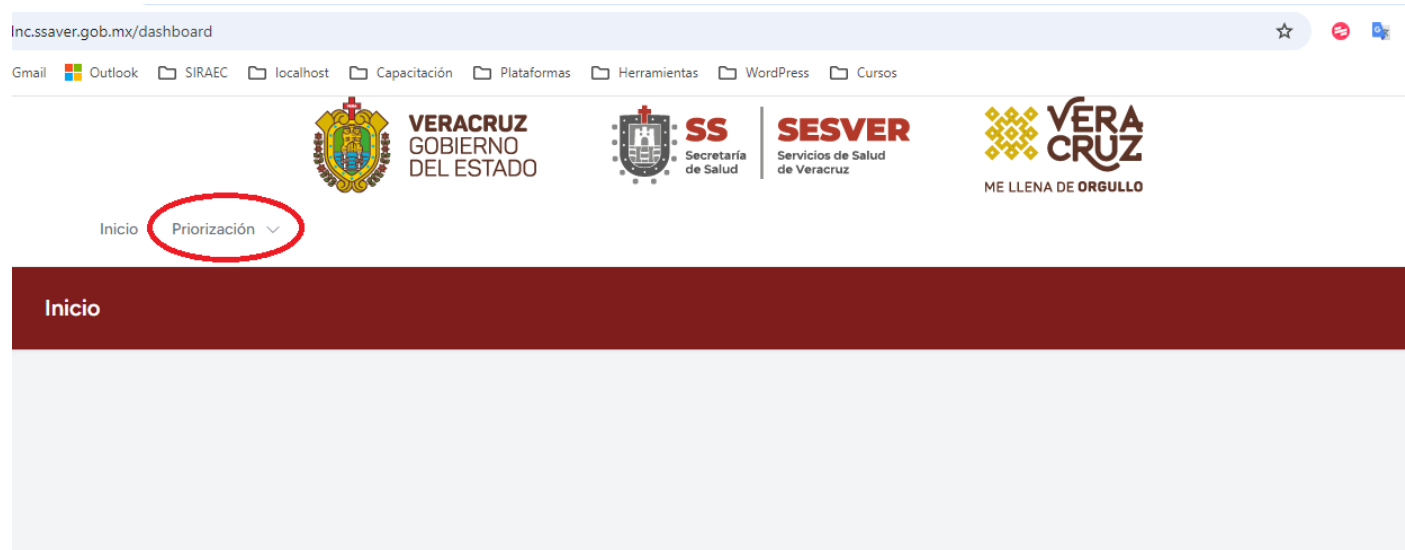 lnc.ssaver.gob.mx/dashboard
Gmail Outlook SIRAEC localhost Capacitación Plataformas Herramientas WordPress Cursos
VERACRUZ
GOBIERNO
DEL ESTADO
SS
Secretaría
de Salud
SESVER
Servicios de Salud
de Veracruz
VERA
CRUZ
ME LLENA DE ORGULLO
Inicio Priorización
Inicio